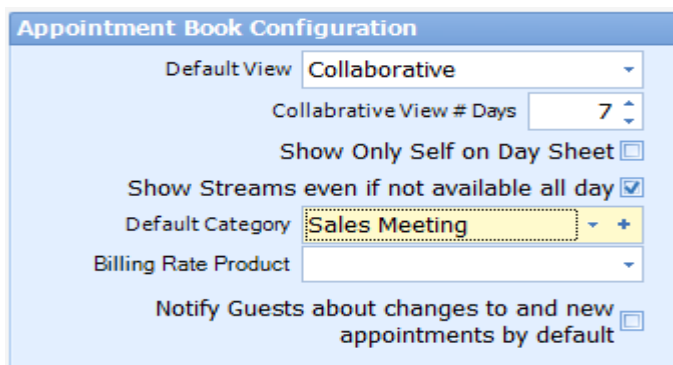 Appointment Book Configuration
Default View Collaborative
Collabrative View # Days 7
Show Only Self on Day Sheet
Show Streams even if not available all day
Default Category Sales Meeting
Billing Rate Product
Notify Guests about changes to and new
appointments by default